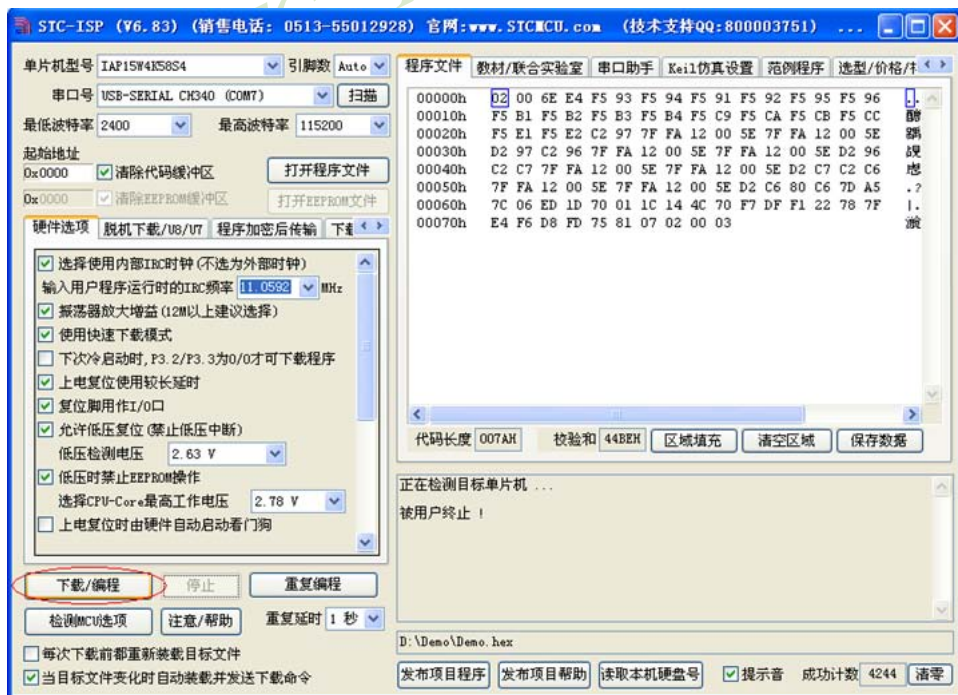 STC-ISP (V6.83) (销售电话: 0513-55012928) 官网:www.STCMCU.com (技术支持QQ:800003751) ...
单片机型号 IAP15W4K58S4 引脚数 Auto
串口号 USB-SERIAL CH340 (COM7) 扫描
最低波特率 2400 最高波特率 115200
起始地址
0x0000 清除代码缓冲区 打开程序文件
0x0000 清除EEPROM缓冲区 打开EEPROM文件
硬件选项 脱机下载/U8/U7 程序加密后传输
选择使用内部IRC时钟(不选为外部时钟)
输入用户程序运行时的IRC频率 11.0592 MHz
振荡器放大增益(12M以上建议选择)
使用快速下载模式
下次冷启动时,P3.2/P3.3为0/0才可下载程序
上电复位使用较长延时
复位脚用作I/O口
允许低压复位(禁止低压中断)
低压检测电压 2.63 V
低压时禁止EEPROM操作
选择CPU-Core最高工作电压 2.78 V
上电复位时由硬件自动启动看门狗
下载/编程 停止 重复编程
检测MCU选项 注意/帮助 重复延时 1 秒
每次下载前都重新装载目标文件
当目标文件变化时自动装载并发送下载命令
程序文件 教材/联合实验室 串口助手 Keil仿真设置 范例程序 选型/价格/
00000h 02 00 6E E4 F5 93 F5 94 F5 91 F5 92 F5 95 F5 96
00010h F5 B1 F5 B2 F5 B3 F5 B4 F5 C9 F5 CA F5 CB F5 CC
00020h F5 E1 F5 E2 C2 97 7F FA 12 00 5E 7F FA 12 00 5E
00030h D2 97 C2 96 7F FA 12 00 5E 7F FA 12 00 5E D2 96
00040h C2 C7 7F FA 12 00 5E 7F FA 12 00 5E D2 C7 C2 C6
00050h 7F FA 12 00 5E 7F FA 12 00 5E D2 C6 80 C6 7D A5 .?
00060h 7C 06 ED 1D 70 01 1C 14 4C 70 F7 DF F1 22 78 7F |.
00070h E4 F6 D8 FD 75 81 07 02 00 03
代码长度 007AH 校验和 44BEH 区域填充 清空区域 保存数据
正在检测目标单片机 ...
被用户终止 !
D:\Demo\Demo.hex
发布项目程序 发布项目帮助 读取本机硬盘号 提示音 成功计数 4244 清零